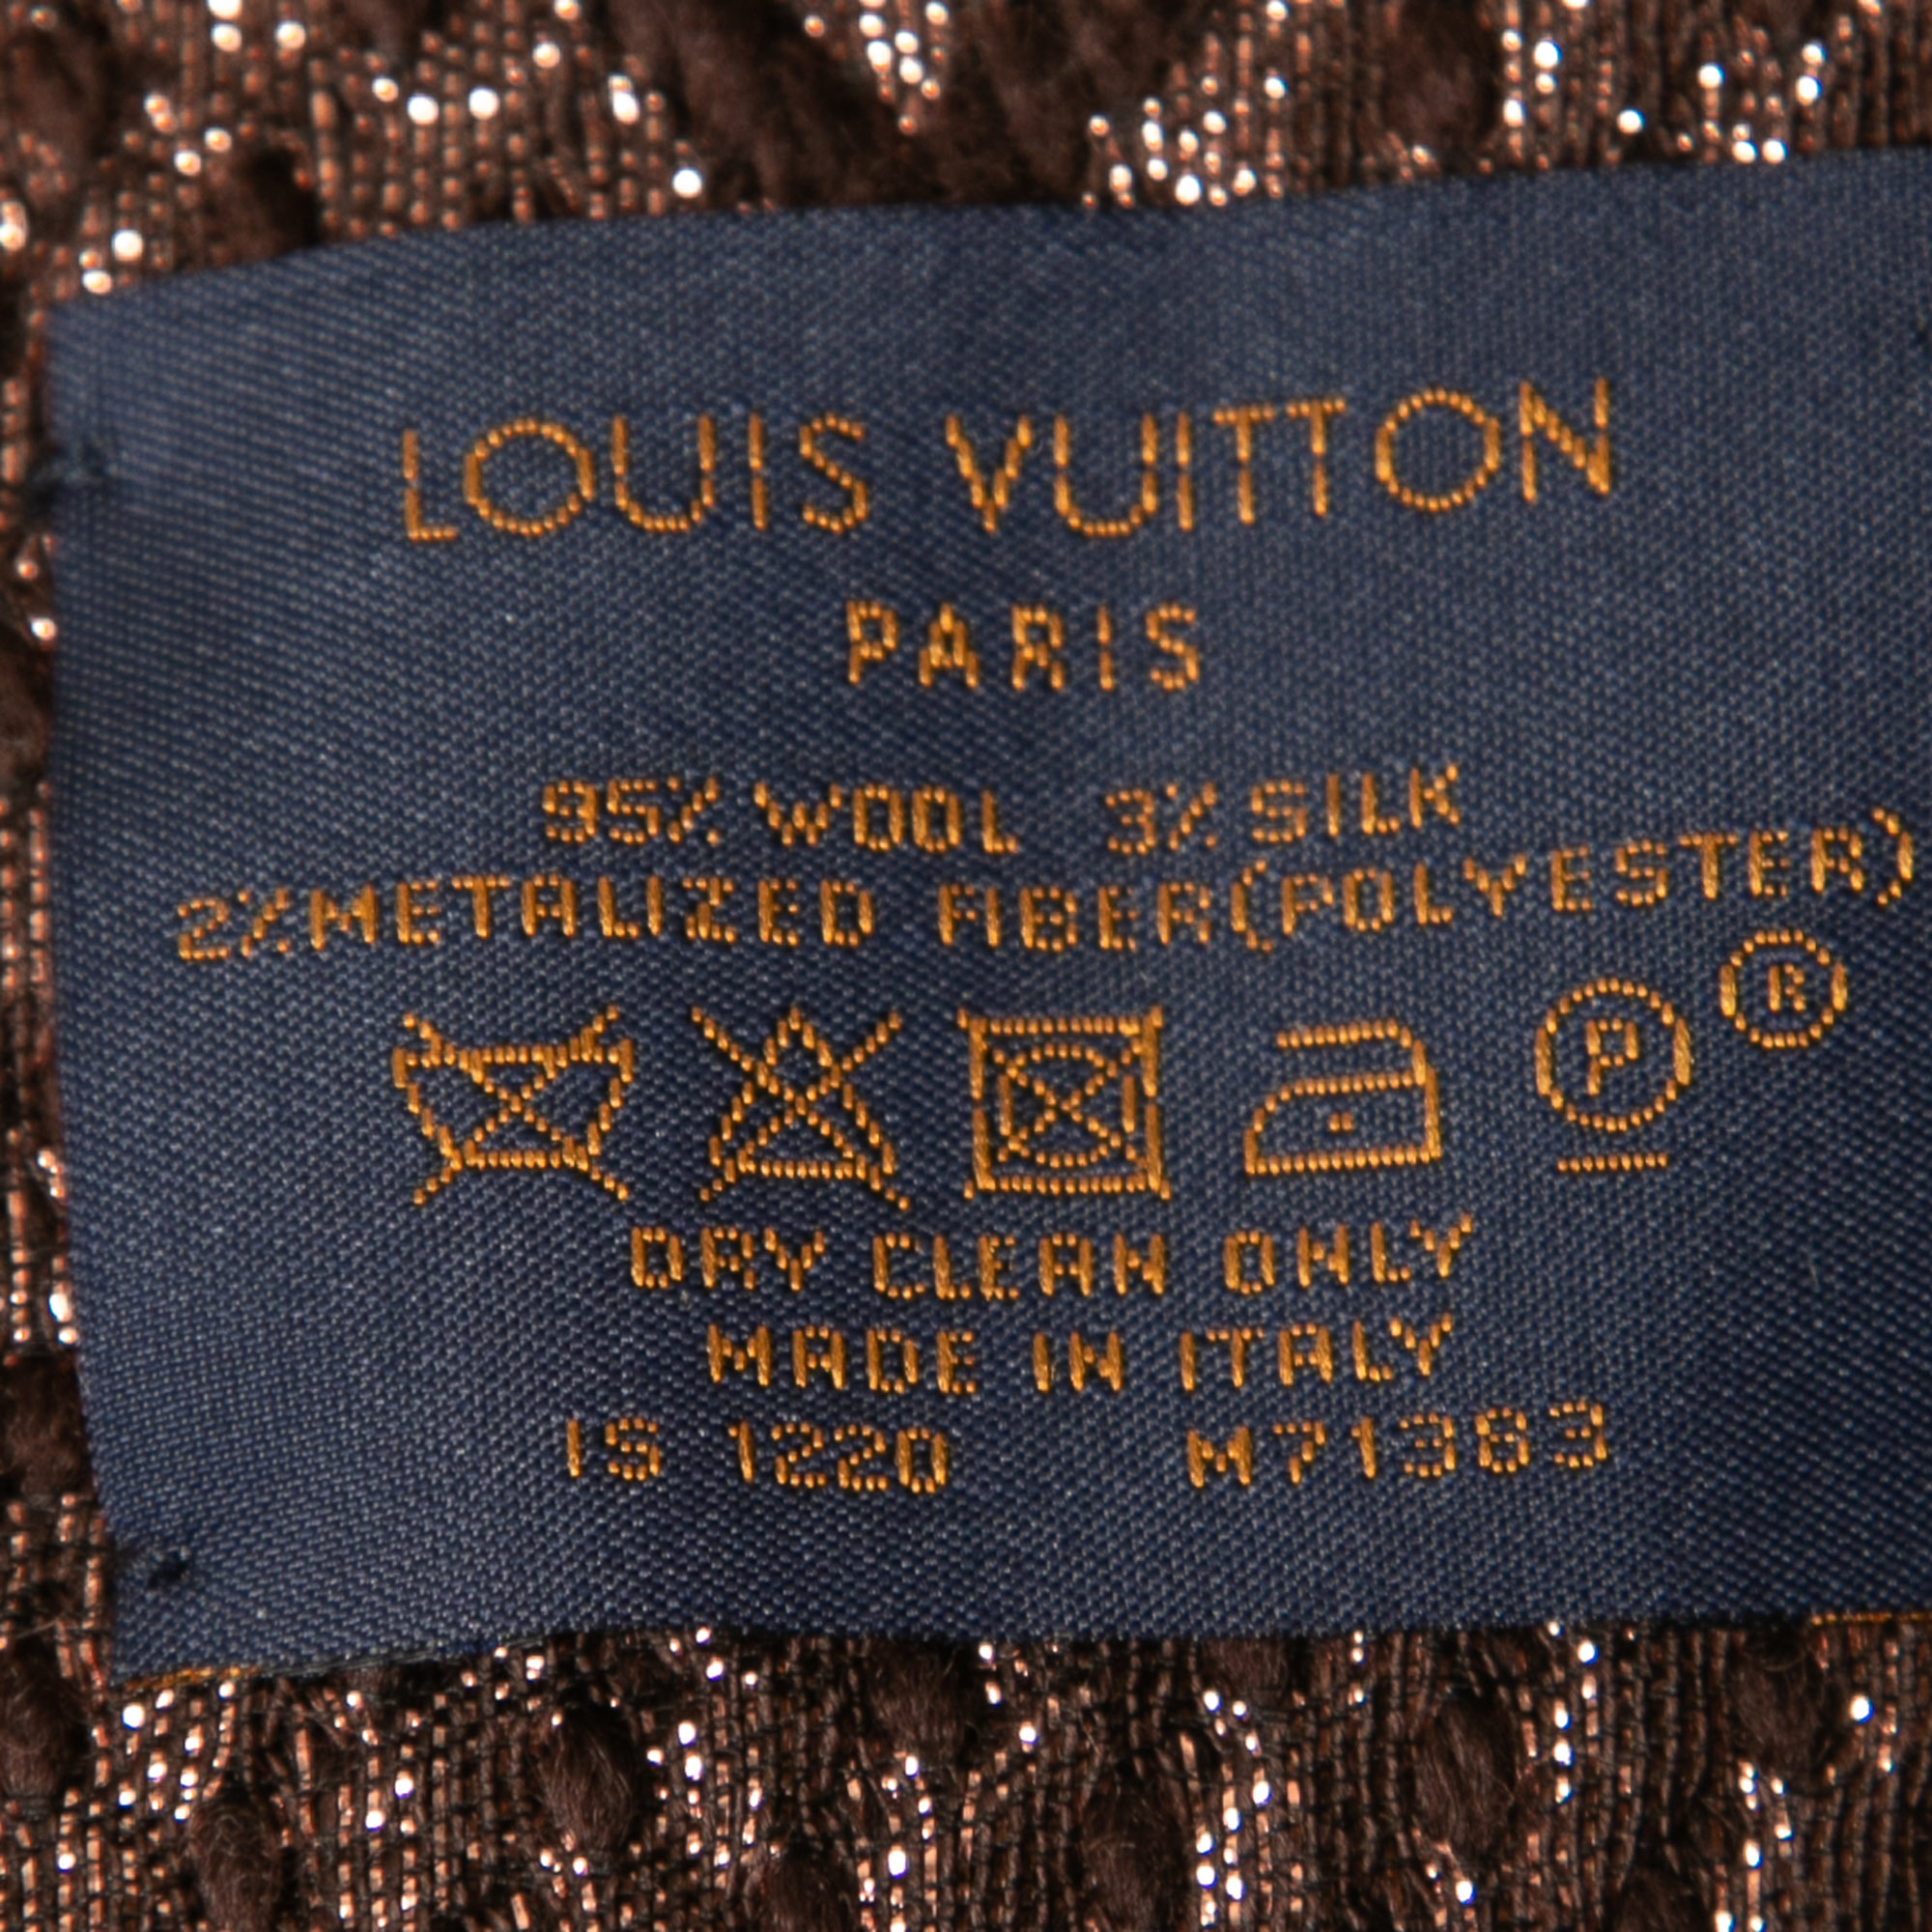 LOUIS VUITTON
PARIS
95% WOOL 3% SILK
2%METALIZED FIBER(POLYESTER)
P ®
DRY CLEAN ONLY
MADE IN ITALY
IS 1220 M71383